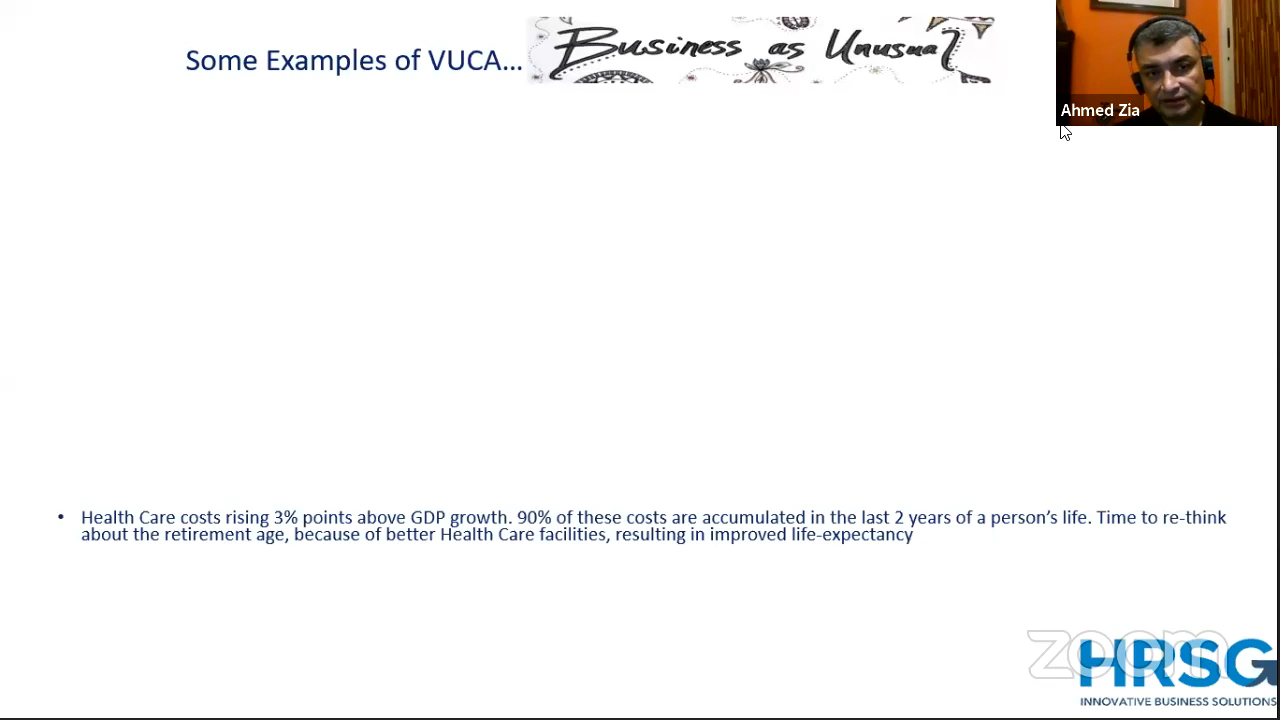 Some Examples of VUCA...
Business as Unusual
Ahmed Zia
• Health Care costs rising 3% points above GDP growth. 90% of these costs are accumulated in the last 2 years of a person's life. Time to re-think
about the retirement age, because of better Health Care facilities, resulting in improved life-expectancy
zoom
HRSG
INNOVATIVE BUSINESS SOLUTIONS